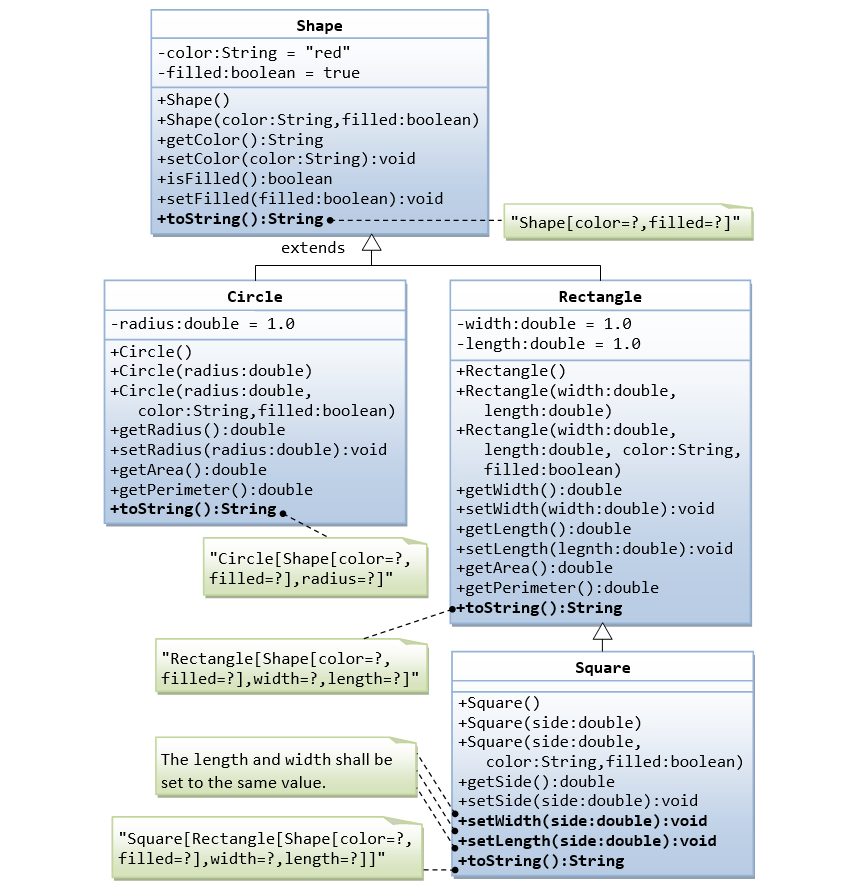 Shape
-color:String = "red"
-filled:boolean = true
+Shape()
+Shape(color:String,filled:boolean)
+getColor():String
+setColor(color:String):void
+isFilled():boolean
+setFilled(filled:boolean):void
+toString():String
"Shape[color=?,filled=?]"
extends
Circle
-radius:double = 1.0
+Circle()
+Circle(radius:double)
+Circle(radius:double,
color:String,filled:boolean)
+getRadius():double
+setRadius(radius:double):void
+getArea():double
+getPerimeter():double
+toString():String
"Circle[Shape[color=?,
filled=?],radius=?]"
Rectangle
-width:double = 1.0
-length:double = 1.0
+Rectangle()
+Rectangle(width:double,
length:double)
+Rectangle(width:double,
length:double, color:String,
filled:boolean)
+getWidth():double
+setWidth(width:double):void
+getLength():double
+setLength(legnth:double):void
+getArea():double
+getPerimeter():double
+toString():String
"Rectangle[Shape[color=?,
filled=?],width=?,length=?]"
Square
+Square()
+Square(side:double)
+Square(side:double,
color:String,filled:boolean)
+getSide():double
+setSide(side:double):void
+setWidth(side:double):void
+setLength(side:double):void
+toString():String
The length and width shall be
set to the same value.
"Square[Rectangle[Shape[color=?,
filled=?],width=?,length=?]]"